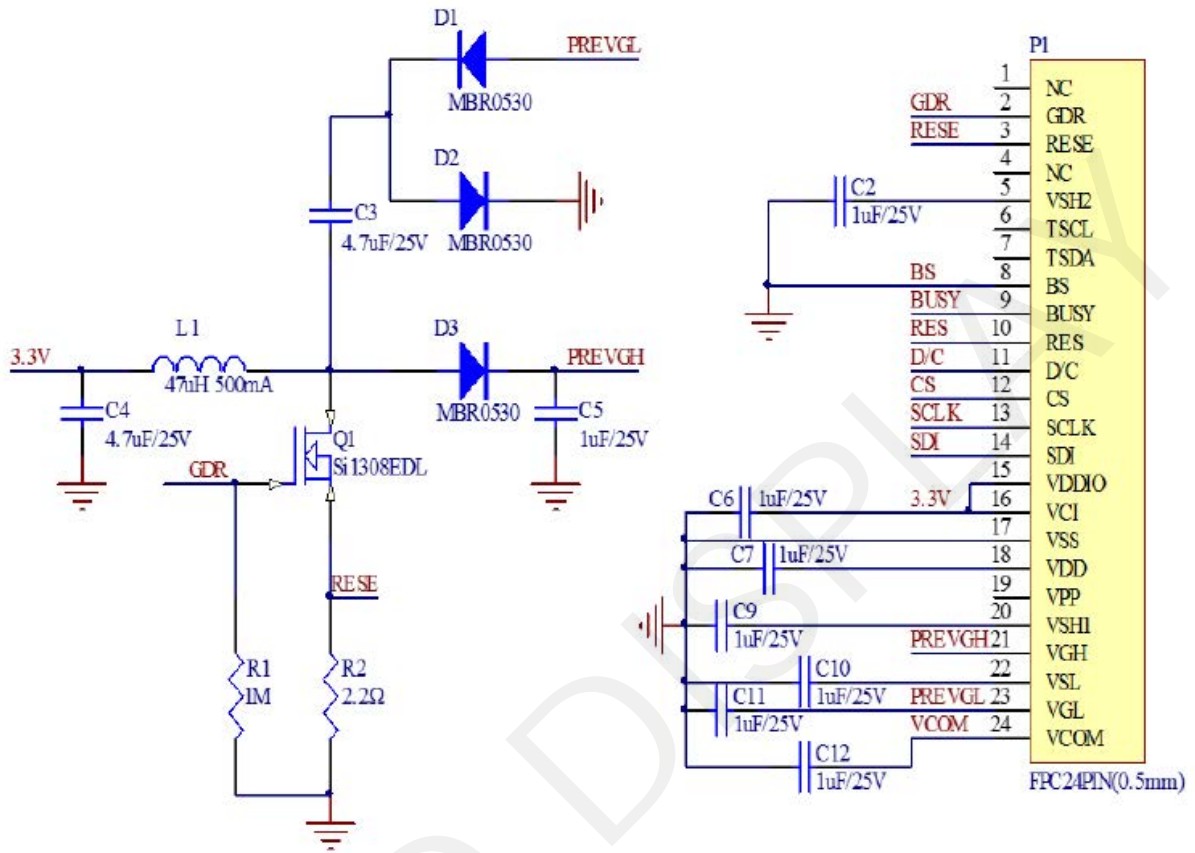 D1
PREVGL
MBR0530
D2
MBR0530
C3
4.7uF/25V
L1
3.3V
47uH 500mA
D3
PREVGH
MBR0530
C4
4.7uF/25V
C5
1uF/25V
Q1
Si1308EDL
GDR
RESE
R1
1M
R2
2.2Ω
P1
1 NC
GDR 2 GDR
RESE 3 RESE
4 NC
C2
1uF/25V
5 VSH2
6 TSCL
7 TSDA
BS 8 BS
BUSY 9 BUSY
RES 10 RES
D/C 11 D/C
CS 12 CS
SCLK 13 SCLK
SDI 14 SDI
15 VDDIO
C6 1uF/25V 3.3V 16 VCI
17 VSS
C7 1uF/25V 18 VDD
19 VPP
C9
1uF/25V
20 VSH1
PREVGH 21 VGH
C10
1uF/25V
22 VSL
C11
1uF/25V
PREVGL 23 VGL
VCOM 24 VCOM
C12
1uF/25V
FPC24PIN(0.5mm)
DISPLAY